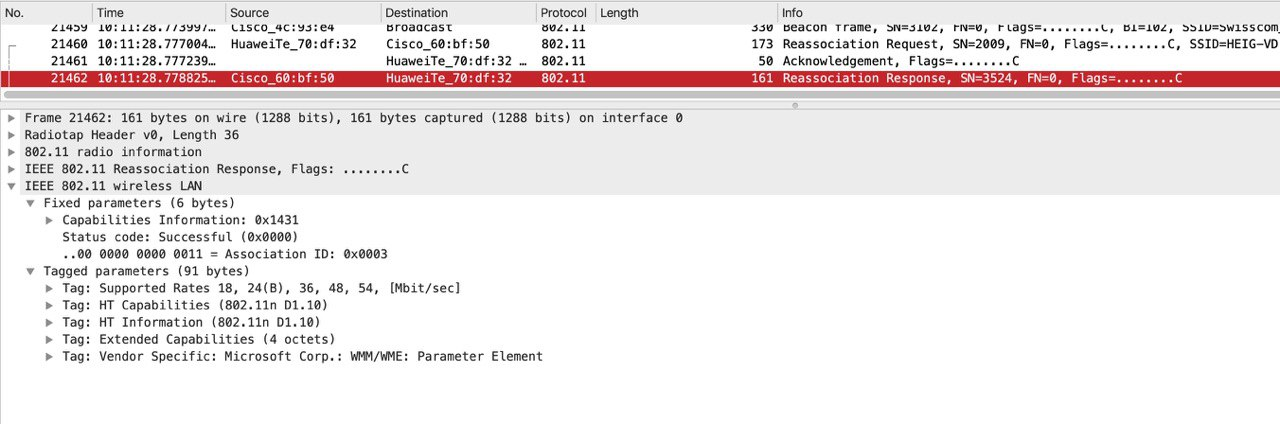 No. Time Source Destination Protocol Length Info
21459 10:11:28.773997… Cisco_4c:93:e4 Broadcast 802.11 330 Beacon frame, SN=3102, FN=0, Flags=........C, BI=102, SSID=Swisscom_
21460 10:11:28.777004… HuaweiTe_70:df:32 Cisco_60:bf:50 802.11 173 Reassociation Request, SN=2009, FN=0, Flags=........C, SSID=HEIG-VD
21461 10:11:28.777239… HuaweiTe_70:df:32 … 802.11 50 Acknowledgement, Flags=........C
21462 10:11:28.778825… Cisco_60:bf:50 HuaweiTe_70:df:32 802.11 161 Reassociation Response, SN=3524, FN=0, Flags=........C
Frame 21462: 161 bytes on wire (1288 bits), 161 bytes captured (1288 bits) on interface 0
Radiotap Header v0, Length 36
802.11 radio information
IEEE 802.11 Reassociation Response, Flags: ........C
IEEE 802.11 wireless LAN
Fixed parameters (6 bytes)
Capabilities Information: 0x1431
Status code: Successful (0x0000)
..00 0000 0000 0011 = Association ID: 0x0003
Tagged parameters (91 bytes)
Tag: Supported Rates 18, 24(B), 36, 48, 54, [Mbit/sec]
Tag: HT Capabilities (802.11n D1.10)
Tag: HT Information (802.11n D1.10)
Tag: Extended Capabilities (4 octets)
Tag: Vendor Specific: Microsoft Corp.: WMM/WME: Parameter Element